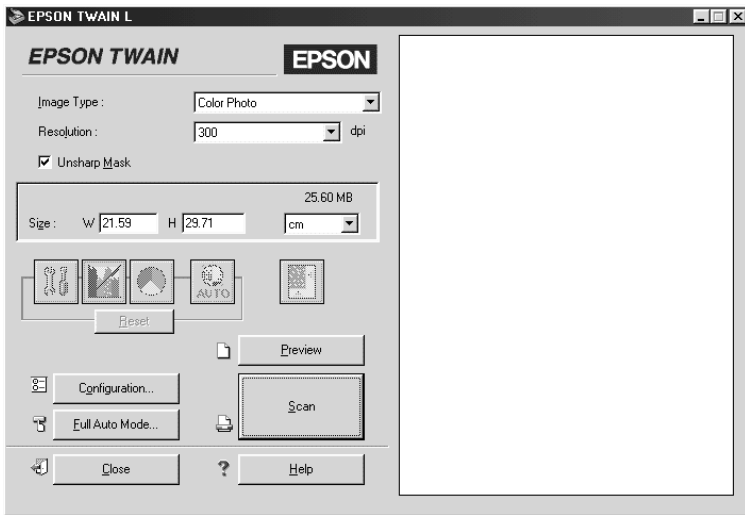 EPSON TWAIN L
EPSON TWAIN EPSON
Image Type : Color Photo
Resolution : 300 dpi
Unsharp Mask
25.60 MB
Size : W 21.59 H 29.71 cm
AUTO
Reset
Preview
Configuration...
Scan
Full Auto Mode...
Close ? Help